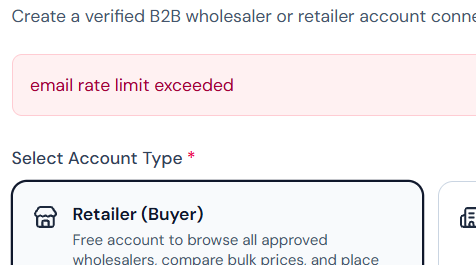 Create a verified B2B wholesaler or retailer account
email rate limit exceeded
Select Account Type *
Retailer (Buyer)
Free account to browse all approved
wholesalers, compare bulk prices, and place